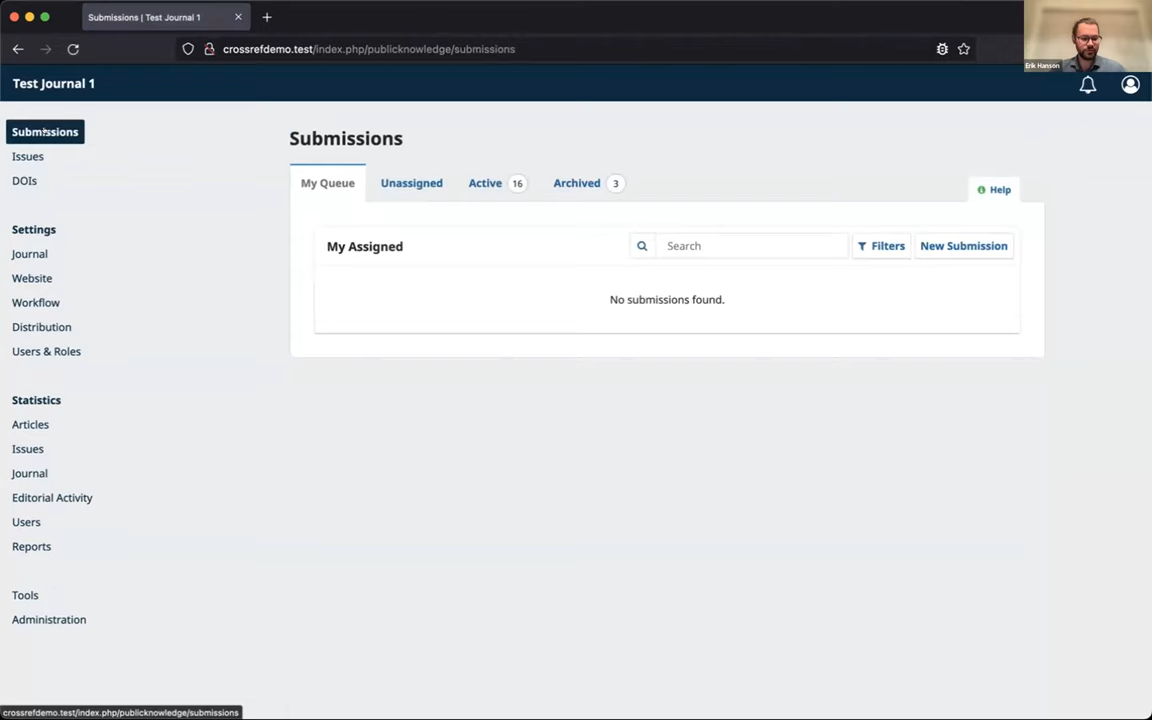 Submissions | Test Journal 1
crossrefdemo.test/index.php/publicknowledge/submissions
Erik Hanson
Test Journal 1
Submissions
Issues
DOIs
Settings
Journal
Website
Workflow
Distribution
Users & Roles
Statistics
Articles
Issues
Journal
Editorial Activity
Users
Reports
Tools
Administration
Submissions
My Queue Unassigned Active 16 Archived 3
Help
My Assigned Search Filters New Submission
No submissions found.
crossrefdemo.test/index.php/publicknowledge/submissions